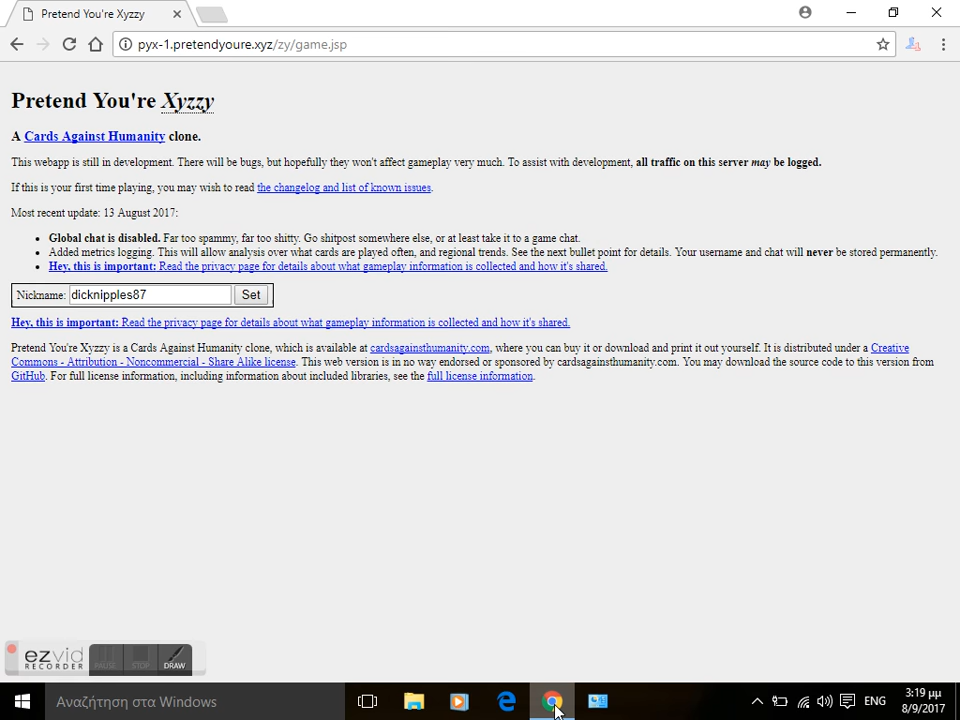 Pretend You're Xyzzy
pyx-1.pretendyoure.xyz/zy/game.jsp
Pretend You're Xyzzy
A Cards Against Humanity clone.
This webapp is still in development. There will be bugs, but hopefully they won't affect gameplay very much. To assist with development, all traffic on this server may be logged.
If this is your first time playing, you may wish to read the changelog and list of known issues.
Most recent update: 13 August 2017:
Global chat is disabled. Far too spammy, far too shitty. Go shitpost somewhere else, or at least take it to a game chat.
Added metrics logging. This will allow analysis over what cards are played often, and regional trends. See the next bullet point for details. Your username and chat will never be stored permanently.
Hey, this is important: Read the privacy page for details about what gameplay information is collected and how it's shared.
Nickname: dicknipples87 Set
Hey, this is important: Read the privacy page for details about what gameplay information is collected and how it's shared.
Pretend You're Xyzzy is a Cards Against Humanity clone, which is available at cardsagainsthumanity.com, where you can buy it or download and print it out yourself. It is distributed under a Creative
Commons - Attribution - Noncommercial - Share Alike license. This web version is in no way endorsed or sponsored by cardsagainsthumanity.com. You may download the source code to this version from
GitHub. For full license information, including information about included libraries, see the full license information.
ezvid
RECORDER
PAUSE STOP DRAW
Αναζήτηση στα Windows
ENG
3:19 μμ
8/9/2017